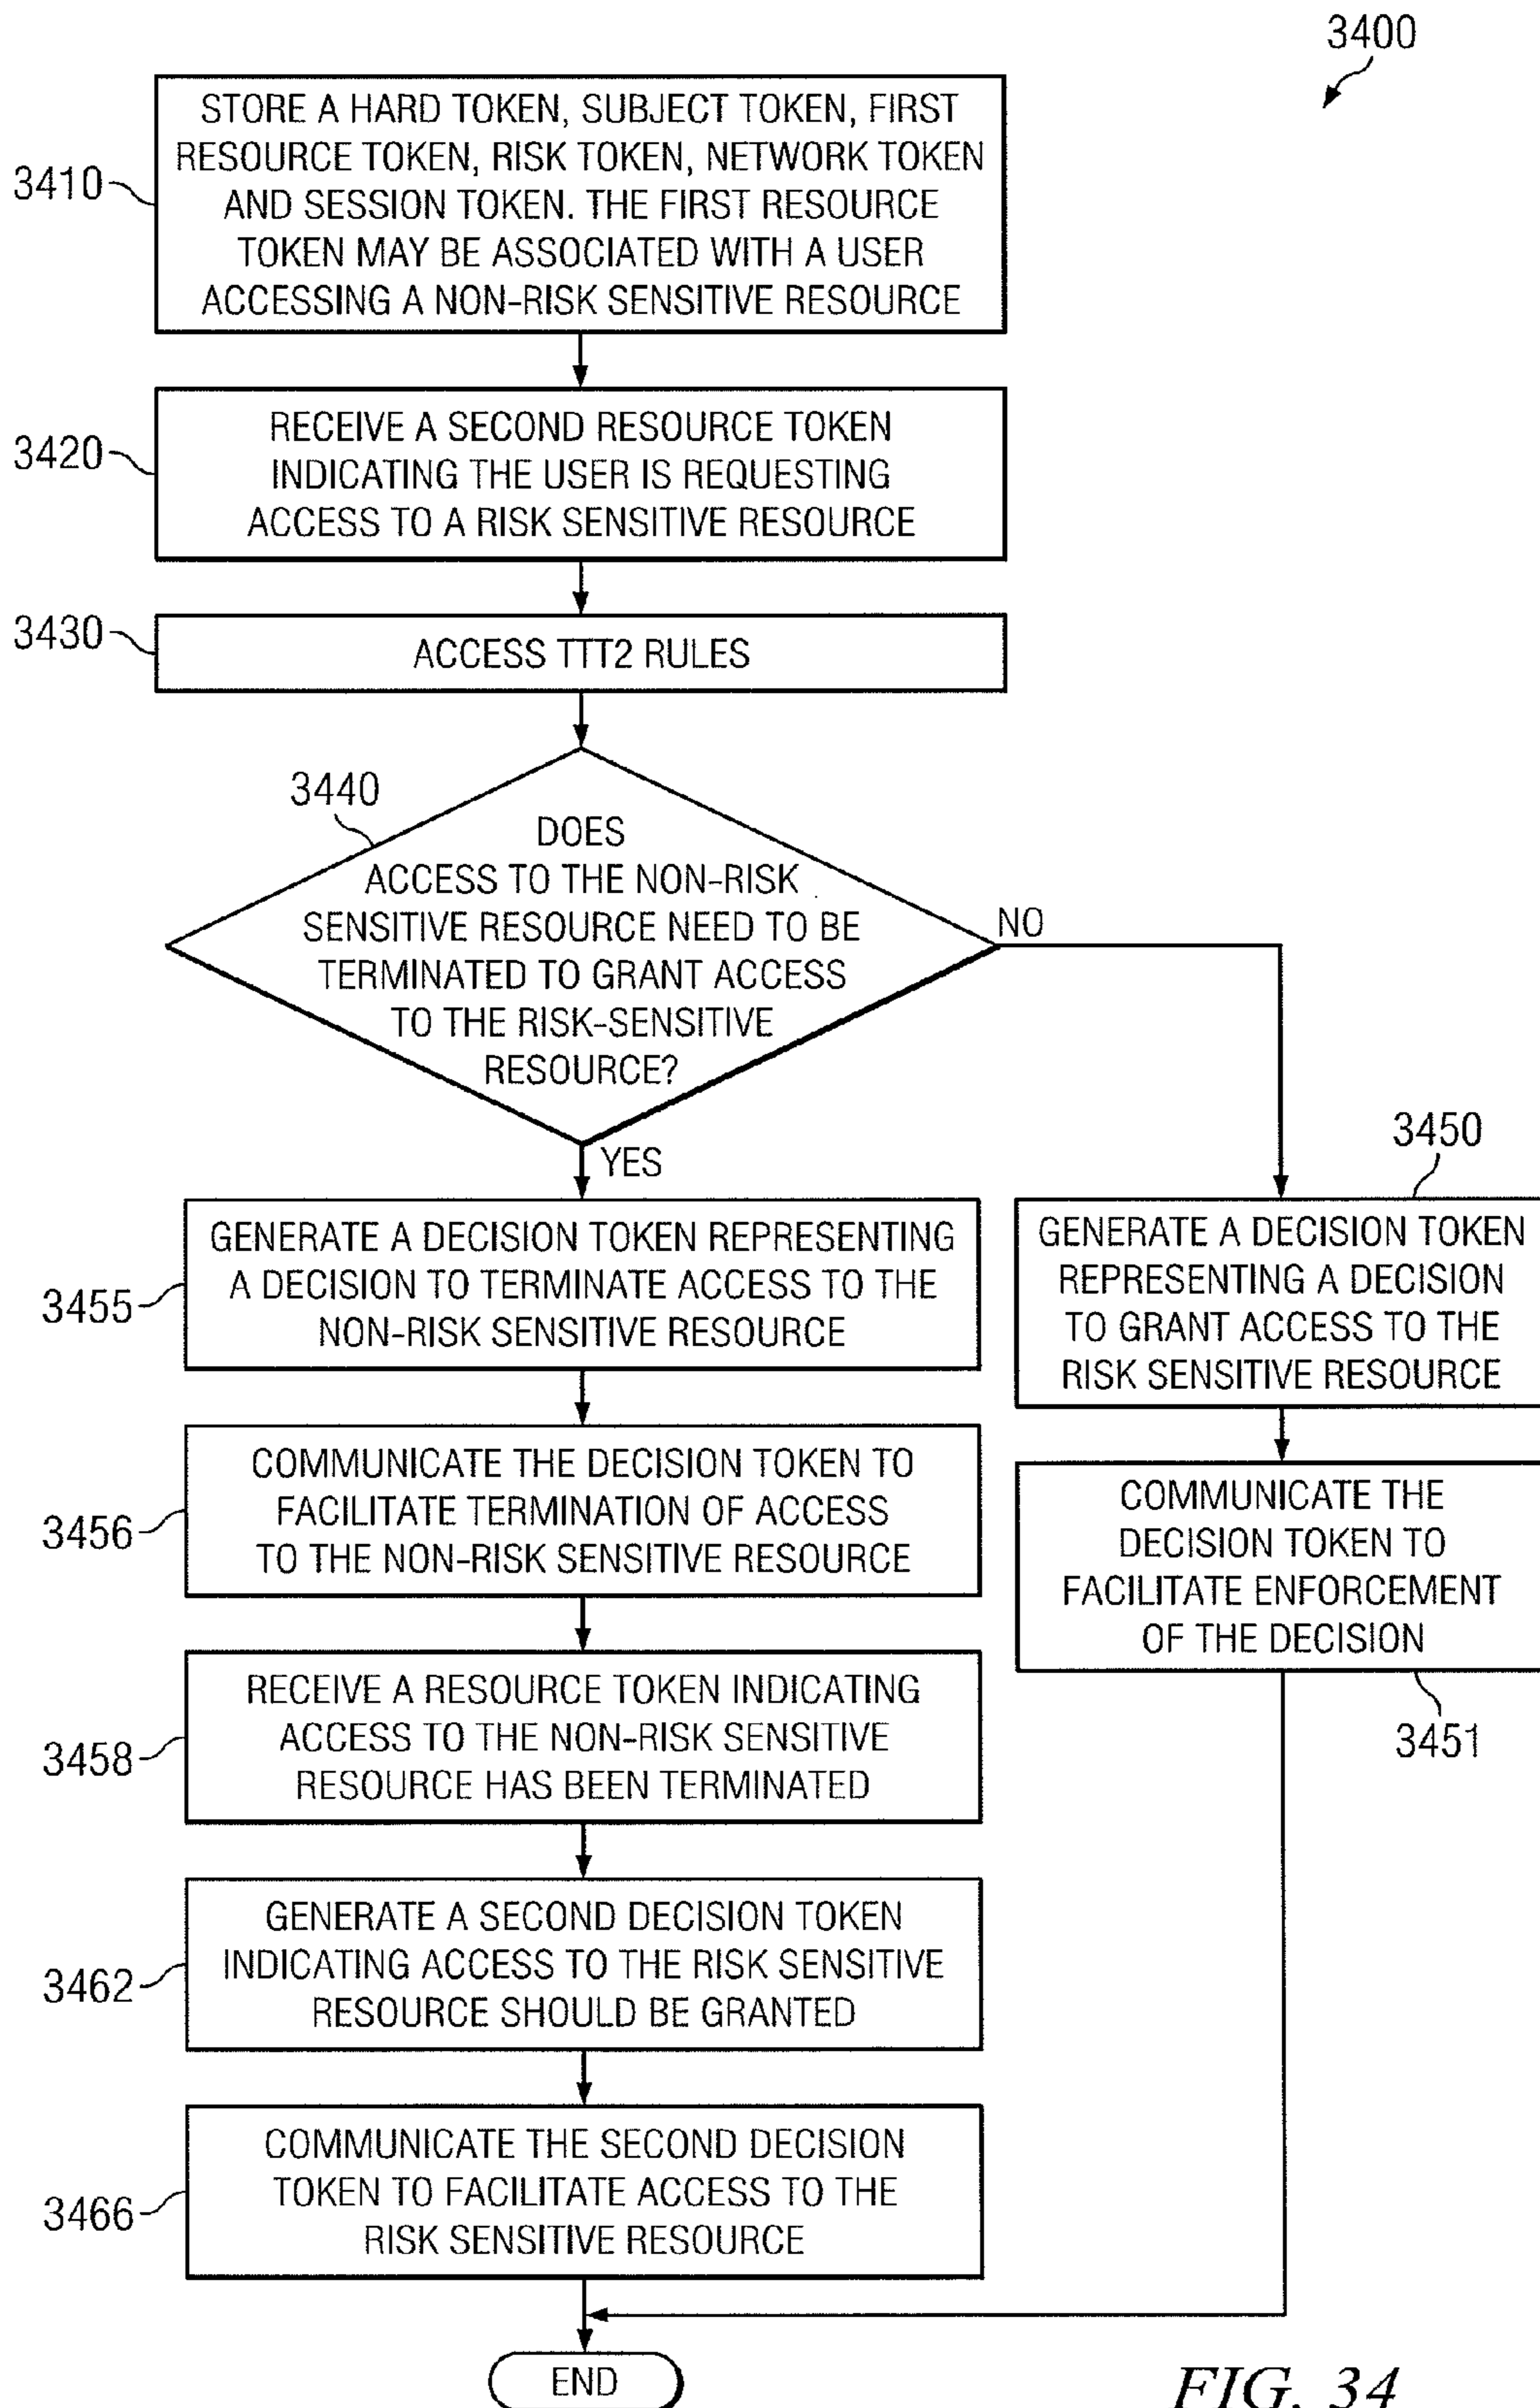 3400
3410
STORE A HARD TOKEN, SUBJECT TOKEN, FIRST
RESOURCE TOKEN, RISK TOKEN, NETWORK TOKEN
AND SESSION TOKEN. THE FIRST RESOURCE
TOKEN MAY BE ASSOCIATED WITH A USER
ACCESSING A NON-RISK SENSITIVE RESOURCE
3420
RECEIVE A SECOND RESOURCE TOKEN
INDICATING THE USER IS REQUESTING
ACCESS TO A RISK SENSITIVE RESOURCE
3430
ACCESS TTT2 RULES
3440
DOES
ACCESS TO THE NON-RISK
SENSITIVE RESOURCE NEED TO BE
TERMINATED TO GRANT ACCESS
TO THE RISK-SENSITIVE
RESOURCE?
NO
YES
3455
GENERATE A DECISION TOKEN REPRESENTING
A DECISION TO TERMINATE ACCESS TO THE
NON-RISK SENSITIVE RESOURCE
3450
GENERATE A DECISION TOKEN
REPRESENTING A DECISION
TO GRANT ACCESS TO THE
RISK SENSITIVE RESOURCE
3456
COMMUNICATE THE DECISION TOKEN TO
FACILITATE TERMINATION OF ACCESS
TO THE NON-RISK SENSITIVE RESOURCE
COMMUNICATE THE
DECISION TOKEN TO
FACILITATE ENFORCEMENT
OF THE DECISION
3451
3458
RECEIVE A RESOURCE TOKEN INDICATING
ACCESS TO THE NON-RISK SENSITIVE
RESOURCE HAS BEEN TERMINATED
3462
GENERATE A SECOND DECISION TOKEN
INDICATING ACCESS TO THE RISK SENSITIVE
RESOURCE SHOULD BE GRANTED
3466
COMMUNICATE THE SECOND DECISION
TOKEN TO FACILITATE ACCESS TO THE
RISK SENSITIVE RESOURCE
END
FIG. 34